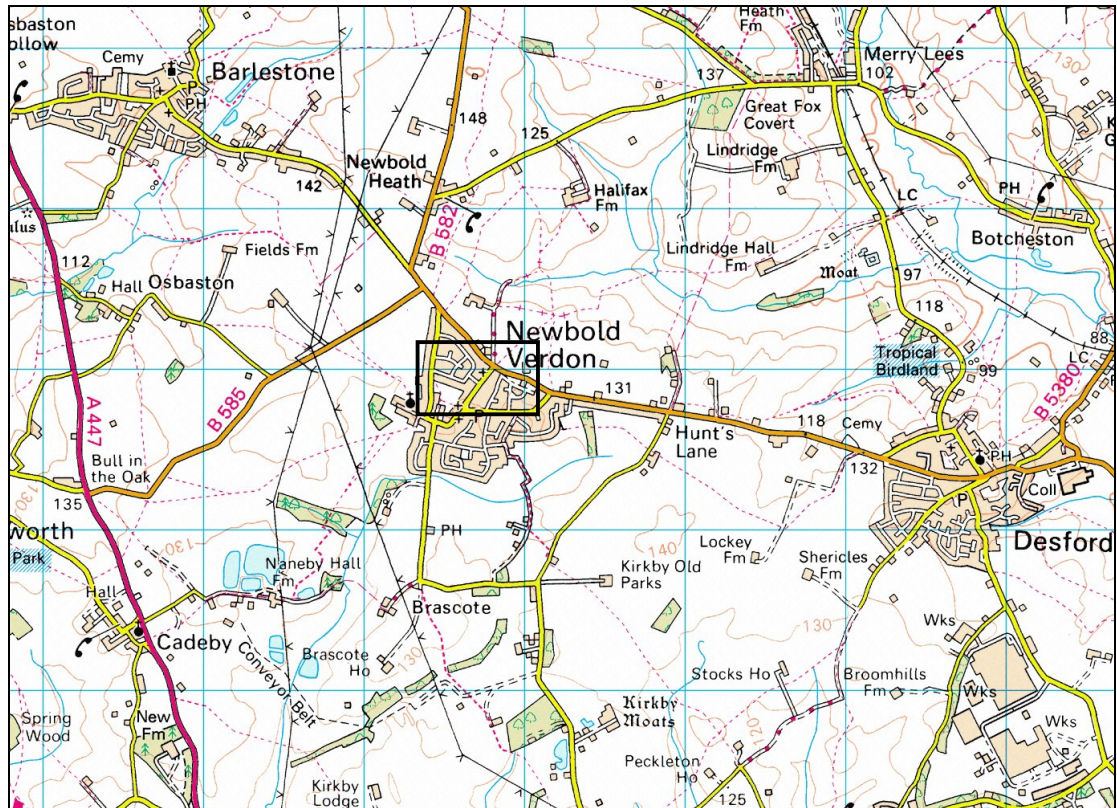 sbaston
ollow
Cemy
Barlestone
P
PH
Heath
Fm
Merry Lees
102
130
137
Great Fox
Covert
148
125
Newbold
Heath
142
Lindridge
Fm
Halifax
Fm
K
G
PH
LC
ulus
B 582
Botcheston
Fields Fm
112
Hall
Osbaston
Lindridge Hall
Fm
Moat
97
118
Newbold
Verdon
Tropical
Birdland
99
88
LC
B 5380
131
P
A 447
B 585
Hunt's
Lane
118
Cemy
132
PH
Coll
P
Bull in
the Oak
135
130
worth
Park
130
PH
140
Lockey
Fm
Shericles
Fm
Desford
Naneby Hall
Fm
Kirkby Old
Parks
Hall
Brascote
130
Wks
Cadeby
Conveyor Belt
Brascote
Ho
130
Stocks Ho
Broomhills
Fm
Wks
Spring
Wood
New
Fm
Kirkby
Moats
120
Wks
Peckleton
Ho
125
Kirkby
Lodge